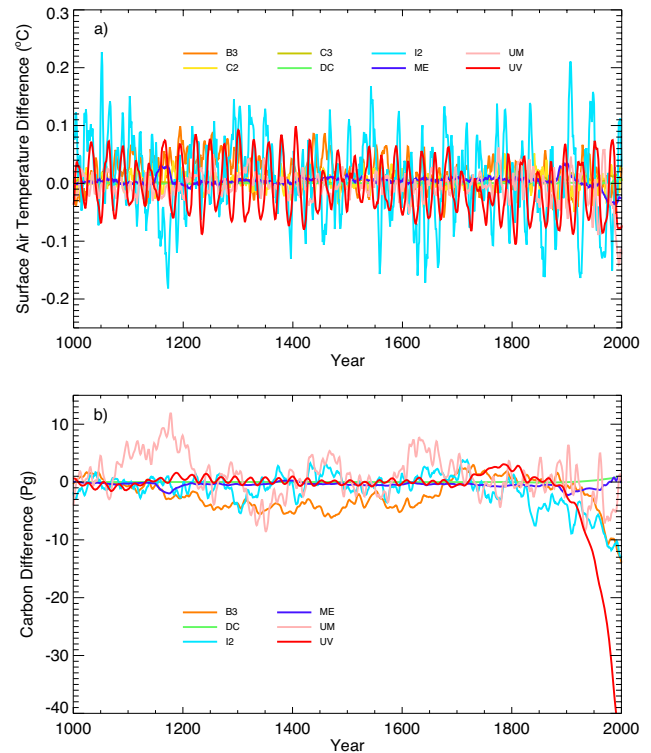 a)
0.3
0.2
0.1
0.0
-0.1
-0.2
Surface Air Temperature Difference (°C)
B3 C3 I2 UM
C2 DC ME UV
1000 1200 1400 1600 1800 2000
Year
b)
10
0
-10
-20
-30
-40
Carbon Difference (Pg)
B3 ME
DC UM
I2 UV
1000 1200 1400 1600 1800 2000
Year